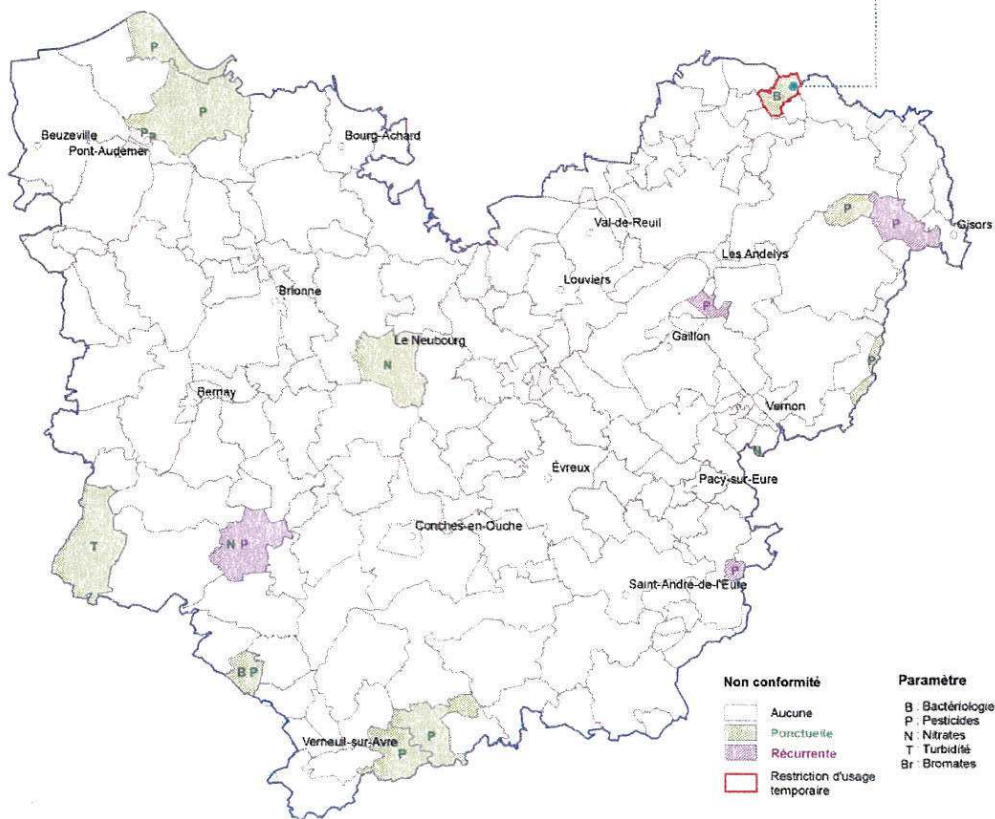 P
P
P
B
Beuzeville
Pont-Audemer
Bourg-Achard
Val-de-Reuil
P
P
Gisors
Les Andelys
Louviers
Brionne
P
Gaillon
Le Neubourg
N
P
Bernay
Vernon
Évreux
Pacy-sur-Eure
Conches-en-Ouche
T
N P
P
Saint-André-de-l'Eure
B P
Verneuil-sur-Avre
P
P
Non conformité
Aucune
Ponctuelle
Récurrente
Restriction d'usage
temporaire
Paramètre
B : Bactériologie
P : Pesticides
N : Nitrates
T : Turbidité
Br : Bromates